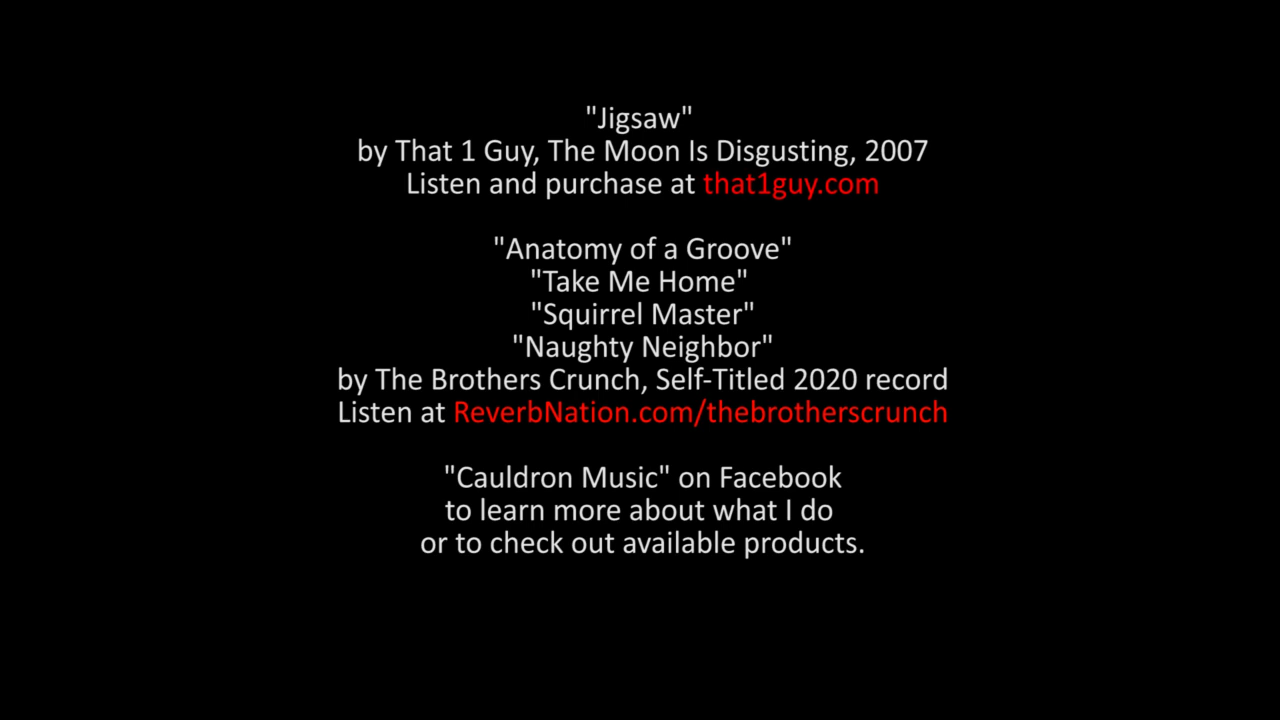 "Jigsaw"
by That 1 Guy, The Moon Is Disgusting, 2007
Listen and purchase at that1guy.com
"Anatomy of a Groove"
"Take Me Home"
"Squirrel Master"
"Naughty Neighbor"
by The Brothers Crunch, Self-Titled 2020 record
Listen at ReverbNation.com/thebrotherscrunch
"Cauldron Music" on Facebook
to learn more about what I do
or to check out available products.